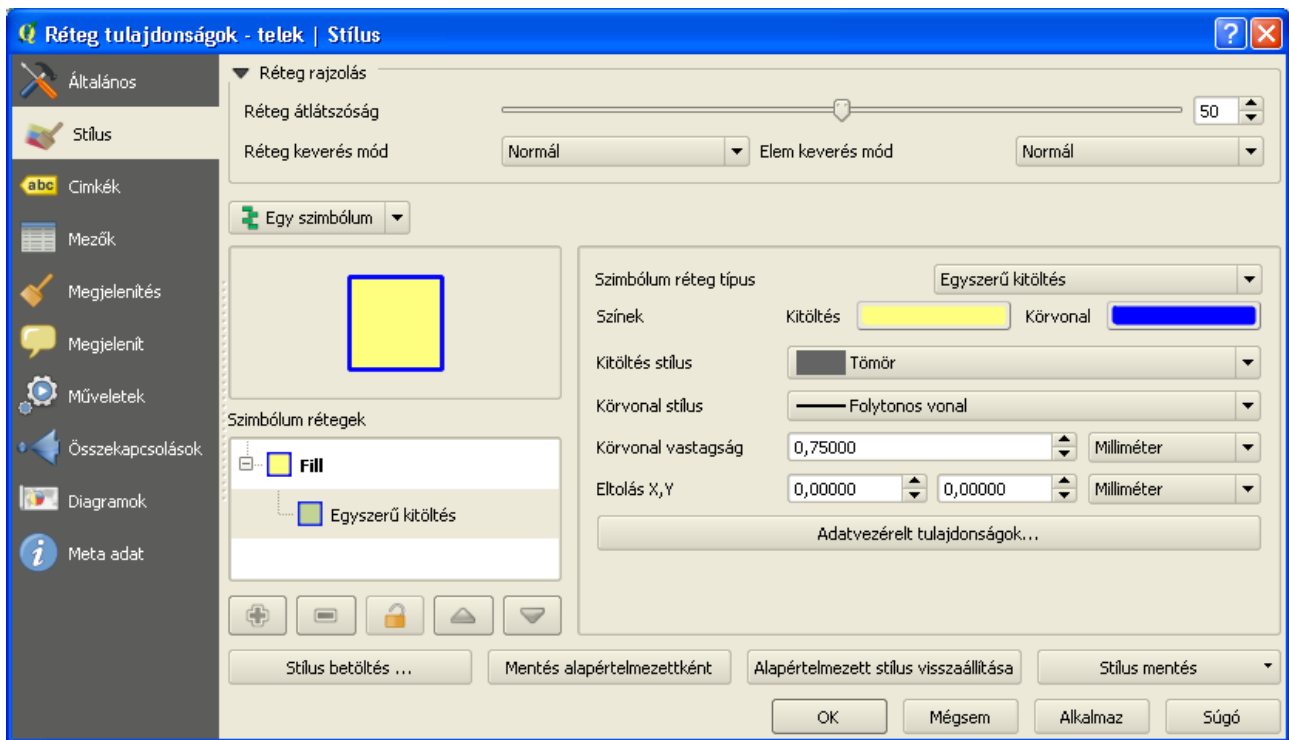 Réteg tulajdonságok - telek | Stílus
Általános
Stílus
abc Cimkék
Mezők
Megjelenítés
Megjelenít
Műveletek
Összekapcsolások
Diagramok
Meta adat
Réteg rajzolás
Réteg átlátszóság 50
Réteg keverés mód Normál Elem keverés mód Normál
Egy szimbólum
Szimbólum rétegek
Fill
Egyszerű kitöltés
Szimbólum réteg típus Egyszerű kitöltés
Színek Kitöltés Körvonal
Kitöltés stílus Tömör
Körvonal stílus Folytonos vonal
Körvonal vastagság 0,75000 Milliméter
Eltolás X,Y 0,00000 0,00000 Milliméter
Adatvezérelt tulajdonságok...
Stílus betöltés ... Mentés alapértelmezettként Alapértelmezett stílus visszaállítása Stílus mentés
OK Mégsem Alkalmaz Súgó